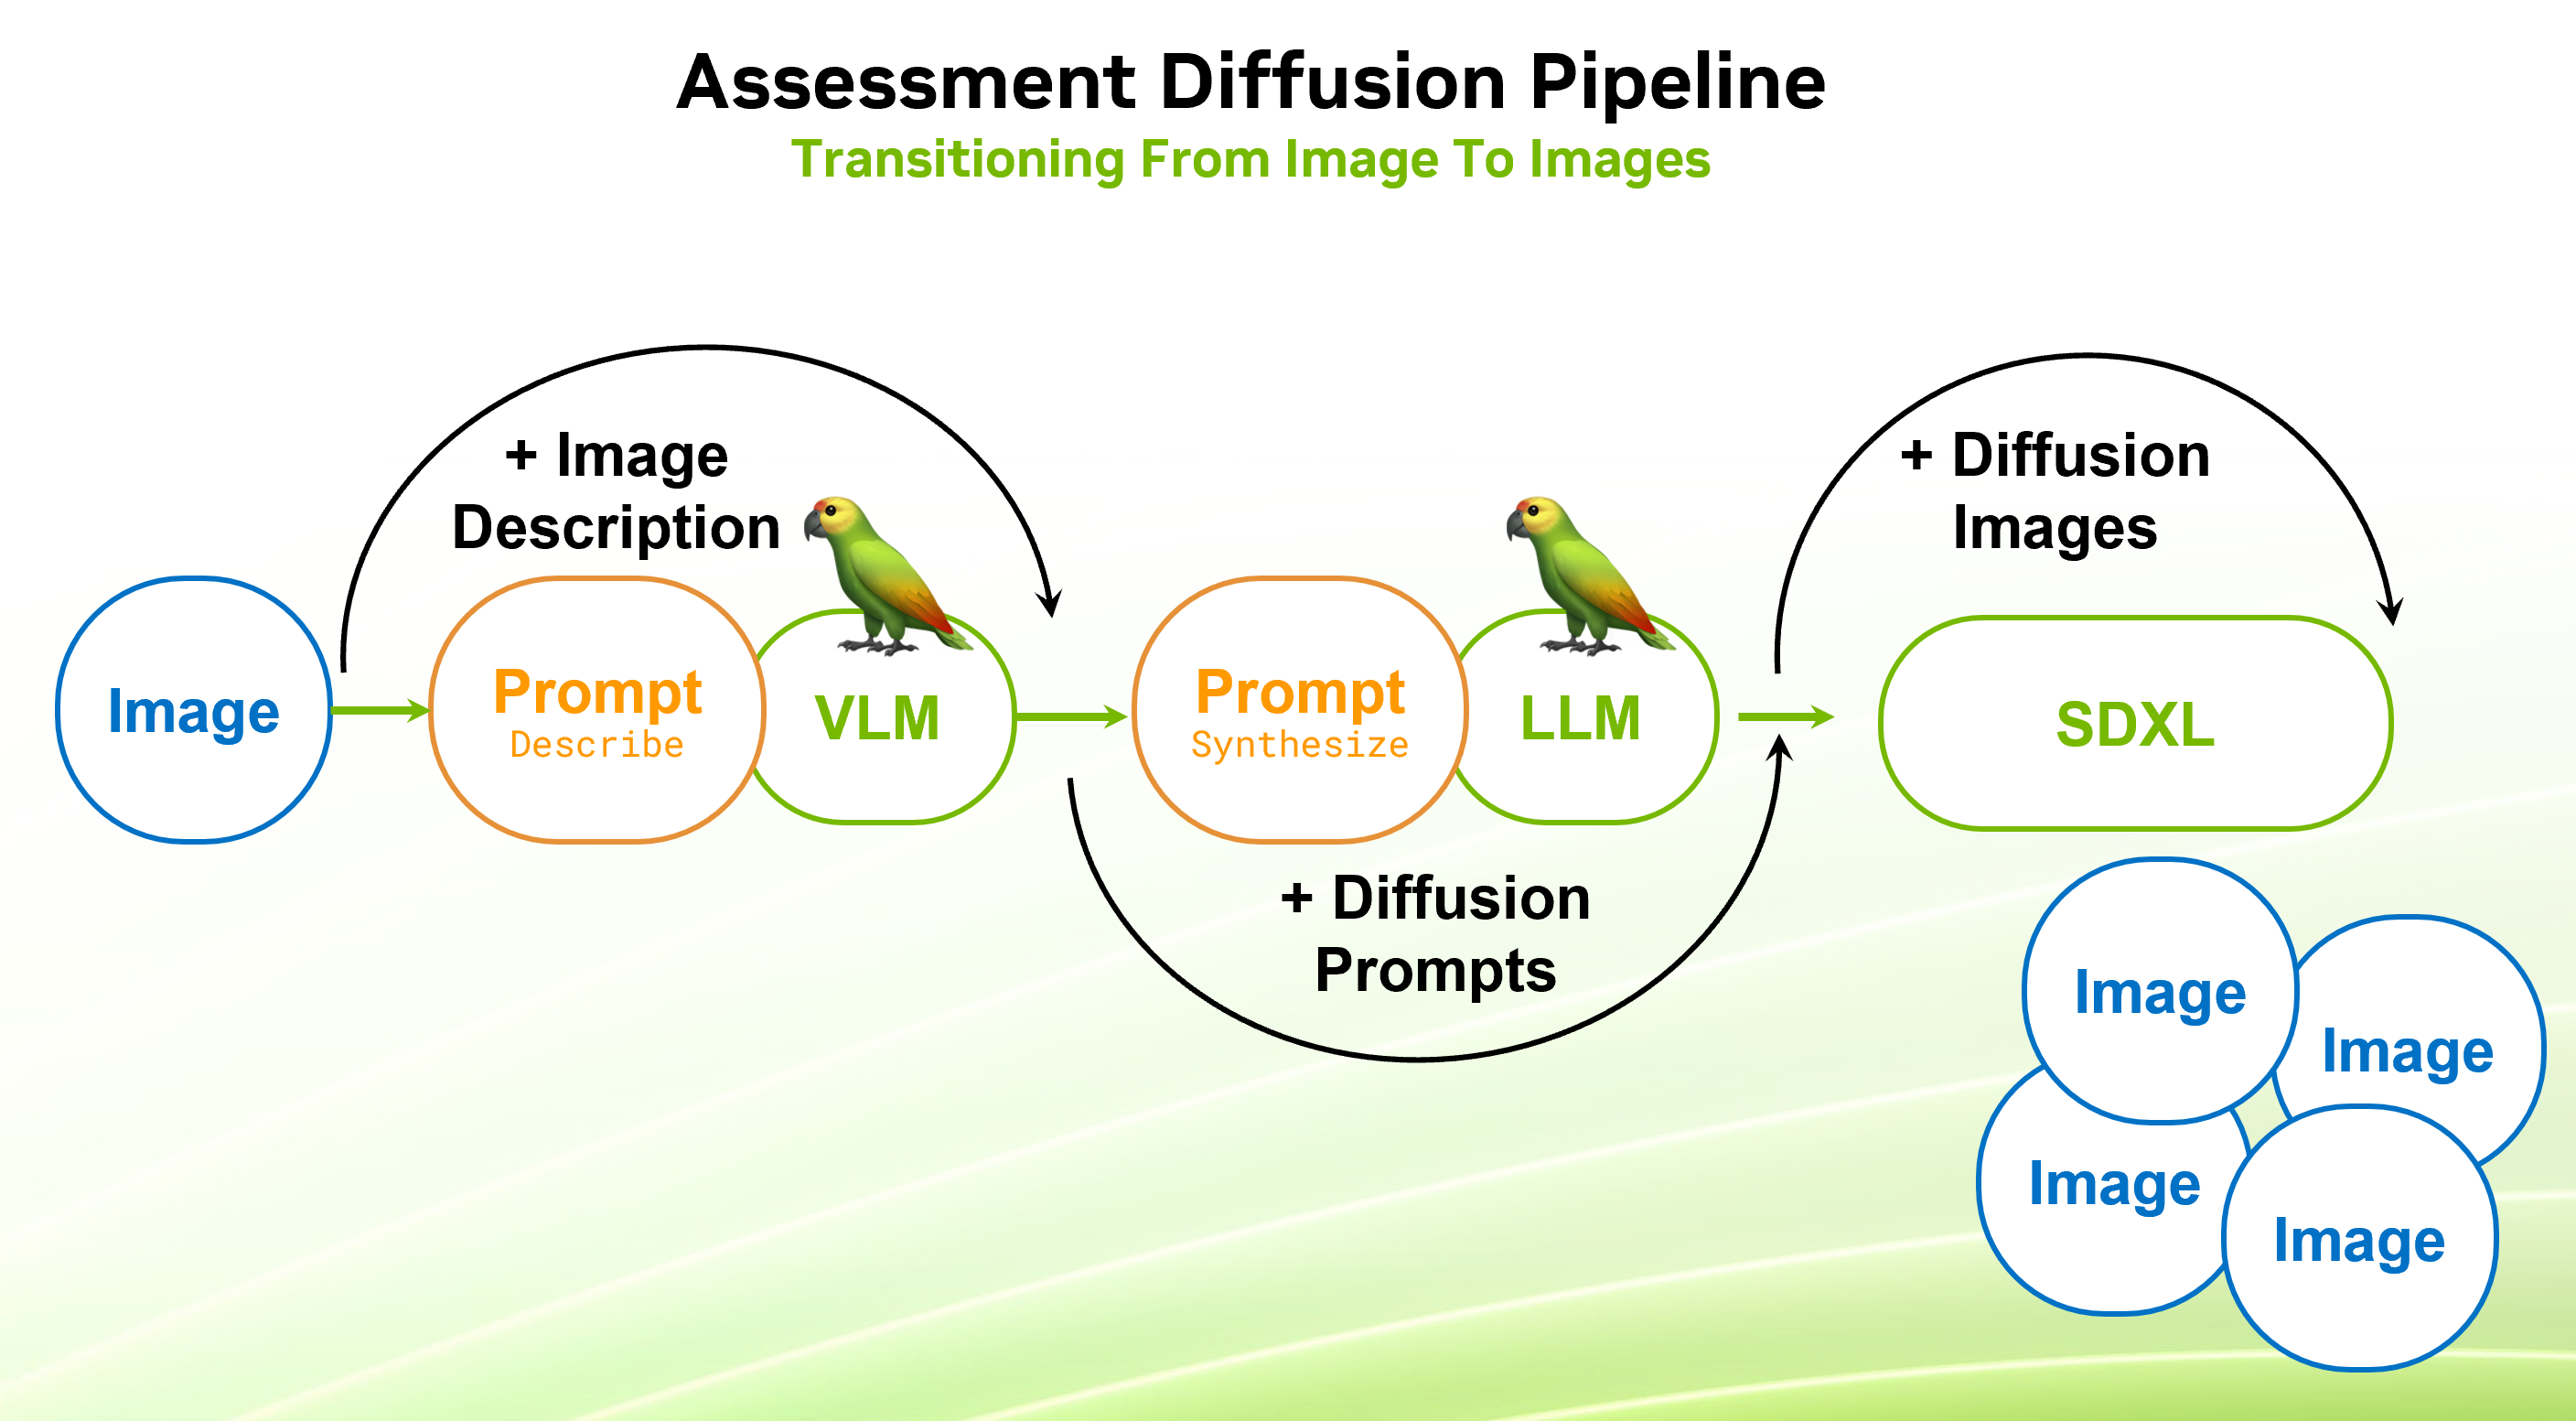 Assessment Diffusion Pipeline
Transitioning From Image To Images
+ Image
Description
+ Diffusion
Images
Image
Prompt
Describe
VLM
Prompt
Synthesize
LLM
SDXL
+ Diffusion
Prompts
Image
Image
Image
Image